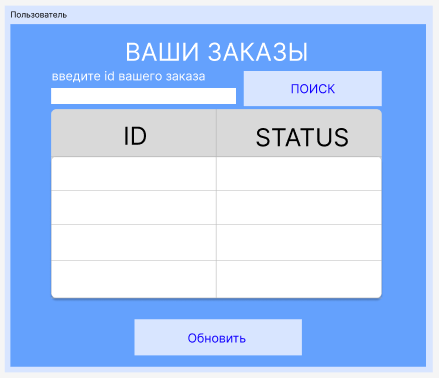 Пользователь
ВАШИ ЗАКАЗЫ
введите id вашего заказа
ПОИСК
ID STATUS
Обновить